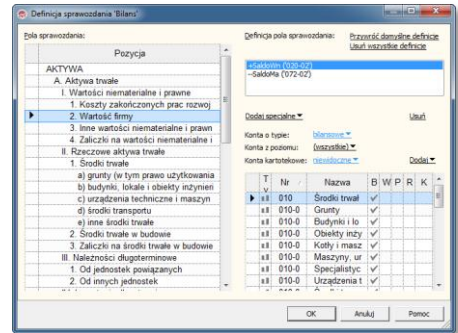 Definicja sprawozdania 'Bilans'
Pola sprawozdania:
Pozycja
AKTYWA
A. Aktywa trwałe
I. Wartości niematerialne i prawne
1. Koszty zakończonych prac rozwoj
2. Wartość firmy
3. Inne wartości niematerialne i prawn
4. Zaliczki na wartości niematerialne i
II. Rzeczowe aktywa trwałe
1. Środki trwałe
a) grunty (w tym prawo użytkowania
b) budynki, lokale i obiekty inżynieri
c) urządzenia techniczne i maszyn
d) środki transportu
e) inne środki trwałe
2. Środki trwałe w budowie
3. Zaliczki na środki trwałe w budowie
III. Należności długoterminowe
1. Od jednostek powiązanych
2. Od innych jednostek
Definicja pola sprawozdania:
Przywróć domyślne definicje
Usuń wszystkie definicje
+SaldoWn ('020-02')
-SaldoMa ('072-02')
Dodaj specjalne
Usuń
Konta o typie: bilansowe
Konta z poziomu: (wszystkie)
Konta kartotekowe: niewidoczne
Dodaj
T Nr Nazwa B W P R K
010 Środki trwał
010-0 Grunty
010-0 Budynki i lo
010-0 Obiekty inży
010-0 Kotły i masz
010-0 Maszyny, ur
010-0 Specjalistyc
010-0 Urządzenia t
OK Anuluj Pomoc